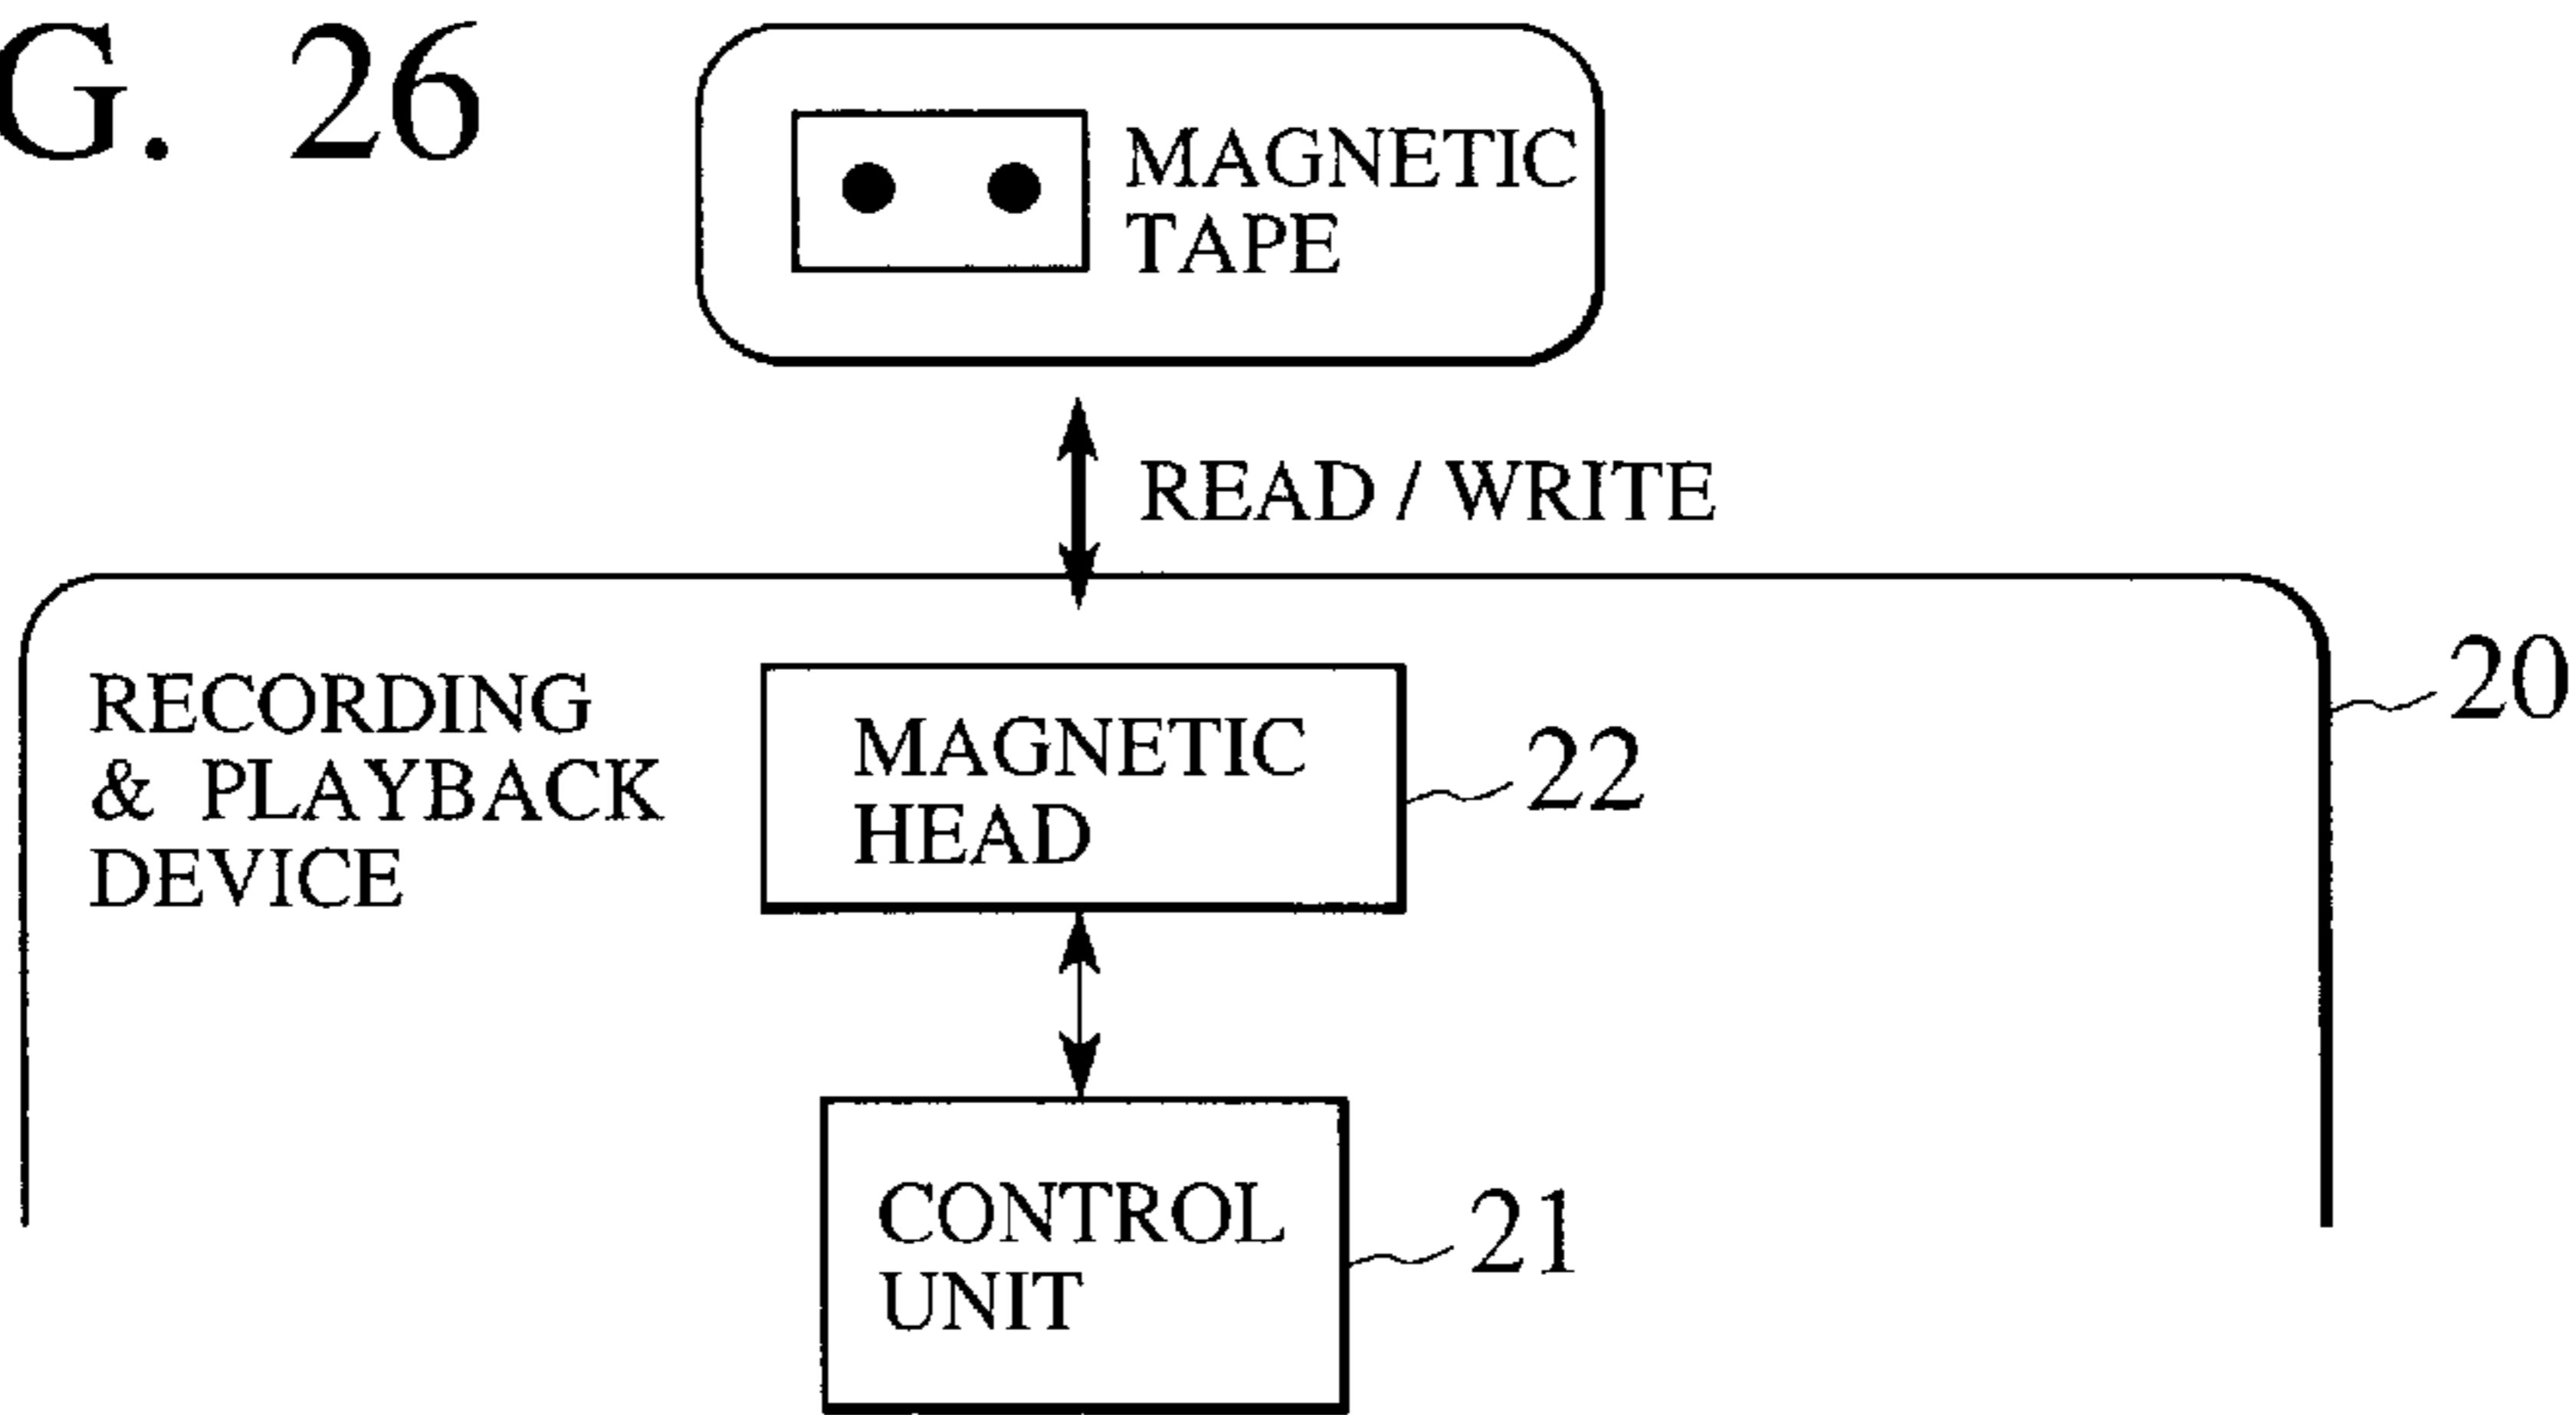 G. 26
MAGNETIC
TAPE
READ / WRITE
RECORDING
& PLAYBACK
DEVICE
MAGNETIC
HEAD
22
20
CONTROL
UNIT
21